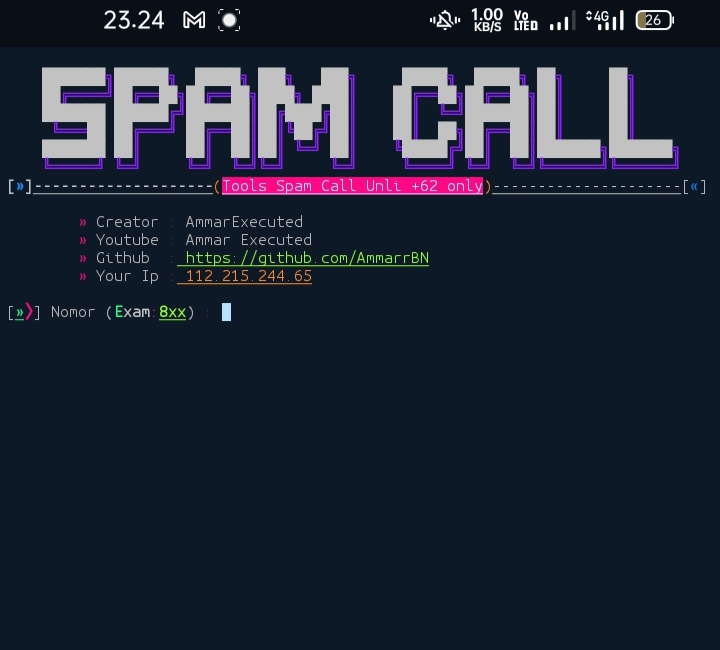 23.24 1.00 KB/S Vo LTE D 4G 26
SPAM CALL
[»]--------------------(Tools Spam Call Unli +62 only)---------------------[«]
» Creator : AmmarExecuted
» Youtube : Ammar Executed
» Github : https://github.com/AmmarrBN
» Your Ip : 112.215.244.65
[»❯] Nomor (Exam:8xx) :